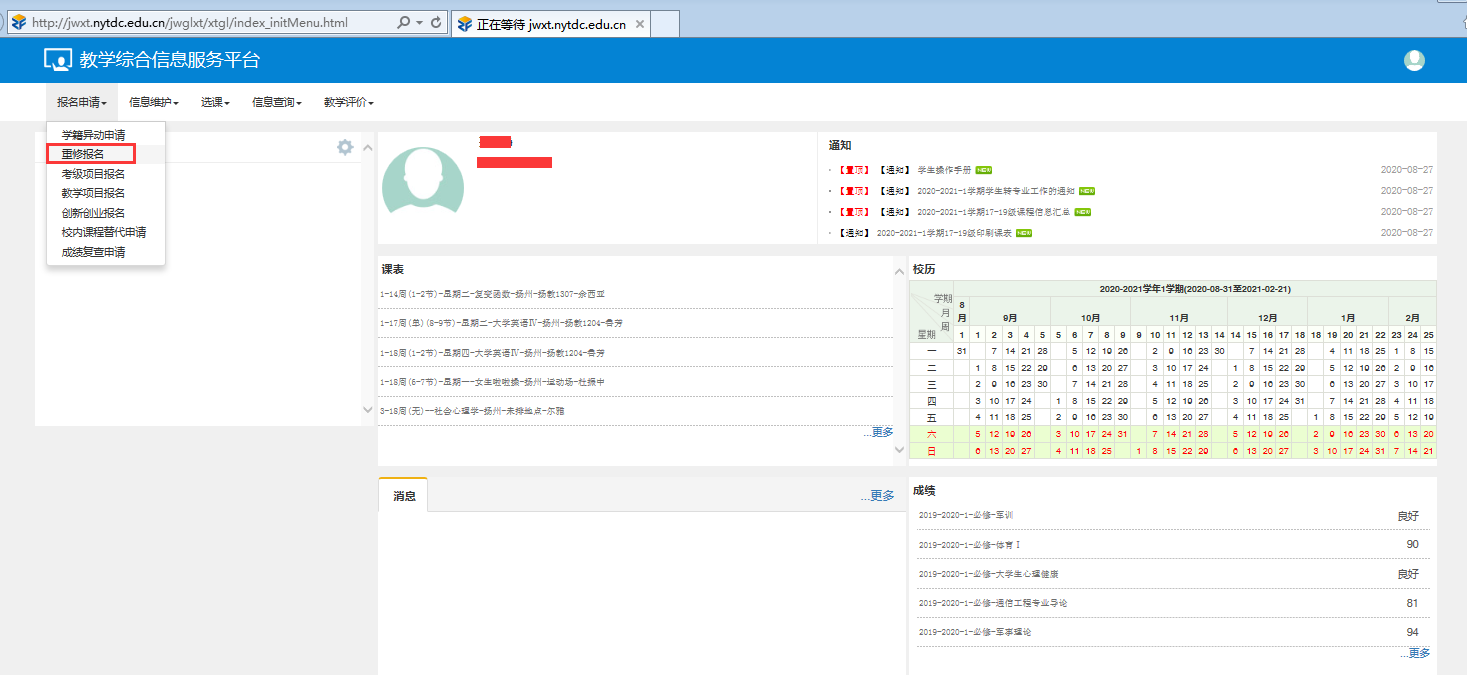 http://jwxt.nytdc.edu.cn/jwglxt/xtgl/index_initMenu.html
正在等待 jwxt.nytdc.edu.cn
教学综合信息服务平台
报名申请 信息维护 选课 信息查询 教学评价
学籍异动申请
重修报名
考级项目报名
教学项目报名
创新创业报名
校内课程替代申请
成绩复查申请
通知
【置顶】【通知】 学生操作手册 NEW 2020-08-27
【置顶】【通知】 2020-2021-1学期学生转专业工作的通知 NEW 2020-08-27
【置顶】【通知】 2020-2021-1学期17-19级课程信息汇总 NEW 2020-08-27
【通知】 2020-2021-1学期17-19级印刷课表 NEW 2020-08-27
课表
1-14周(1-2节)-星期二-复变函数-扬州-扬教1307-余西亚
1-17周(单)(8-9节)-星期二-大学英语Ⅳ-扬州-扬教1204-鲁芳
1-18周(1-2节)-星期四-大学英语Ⅳ-扬州-扬教1204-鲁芳
1-18周(6-7节)-星期一-女生啦啦操-扬州-运动场-杜振中
3-18周(无)--社会心理学-扬州-未排地点-尔雅
...更多
校历
2020-2021学年1学期(2020-08-31至2021-02-21)
学期 月 周 星期
8月 9月 10月 11月 12月 1月 2月
1 1 2 3 4 5 5 6 7 8 9 9 10 11 12 13 14 14 15 16 17 18 18 19 20 21 22 23 24 25
一 31 7 14 21 28 5 12 19 26 2 9 16 23 30 7 14 21 28 4 11 18 25 1 8 15
二 1 8 15 22 29 6 13 20 27 3 10 17 24 1 8 15 22 29 5 12 19 26 2 9 16
三 2 9 16 23 30 7 14 21 28 4 11 18 25 2 9 16 23 30 6 13 20 27 3 10 17
四 3 10 17 24 1 8 15 22 29 5 12 19 26 3 10 17 24 31 7 14 21 28 4 11 18
五 4 11 18 25 2 9 16 23 30 6 13 20 27 4 11 18 25 1 8 15 22 29 5 12 19
六 5 12 19 26 3 10 17 24 31 7 14 21 28 5 12 19 26 2 9 16 23 30 6 13 20
日 6 13 20 27 4 11 18 25 1 8 15 22 29 6 13 20 27 3 10 17 24 31 7 14 21
消息 ...更多
成绩
2019-2020-1-必修-军训 良好
2019-2020-1-必修-体育Ⅰ 90
2019-2020-1-必修-大学生心理健康 良好
2019-2020-1-必修-通信工程专业导论 81
2019-2020-1-必修-军事理论 94
...更多